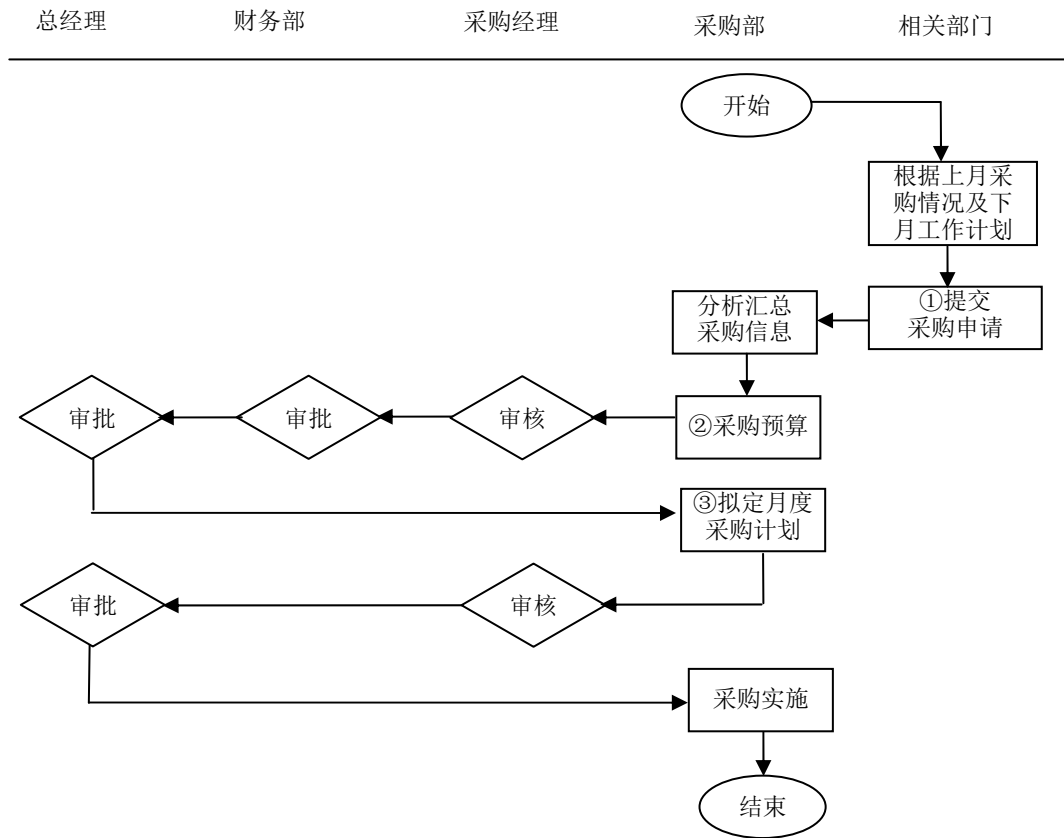 总经理 财务部 采购经理 采购部 相关部门
开始
根据上月采
购情况及下
月工作计划
①提交
采购申请
分析汇总
采购信息
②采购预算
审核
审批
审批
③拟定月度
采购计划
审核
审批
采购实施
结束